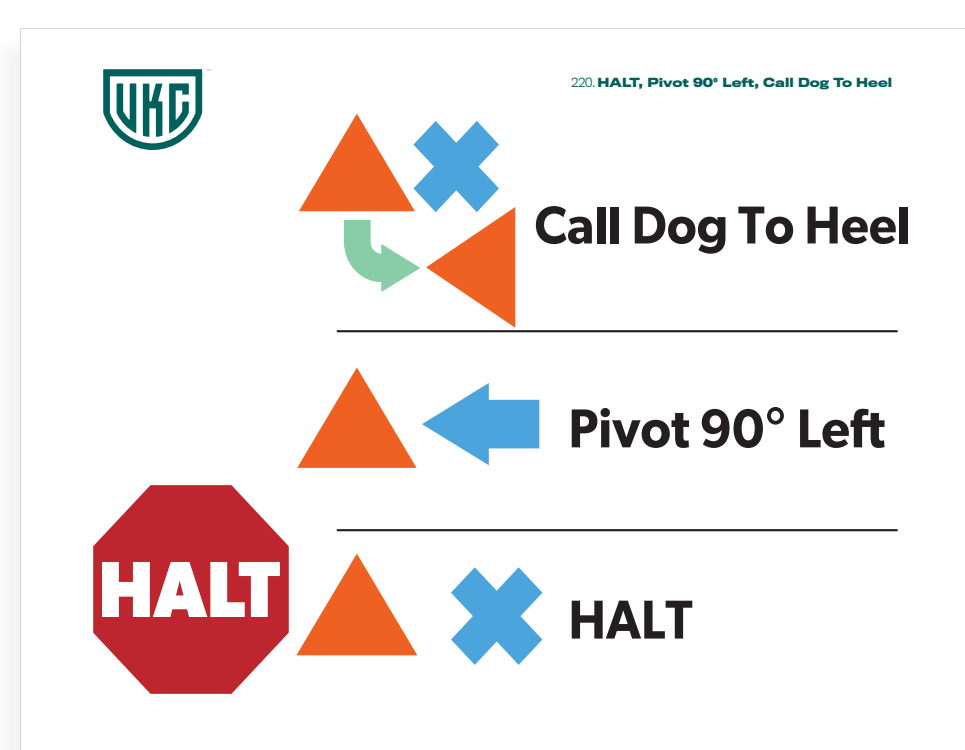 UKC
220. HALT, Pivot 90° Left, Call Dog To Heel
Call Dog To Heel
Pivot 90° Left
HALT
HALT